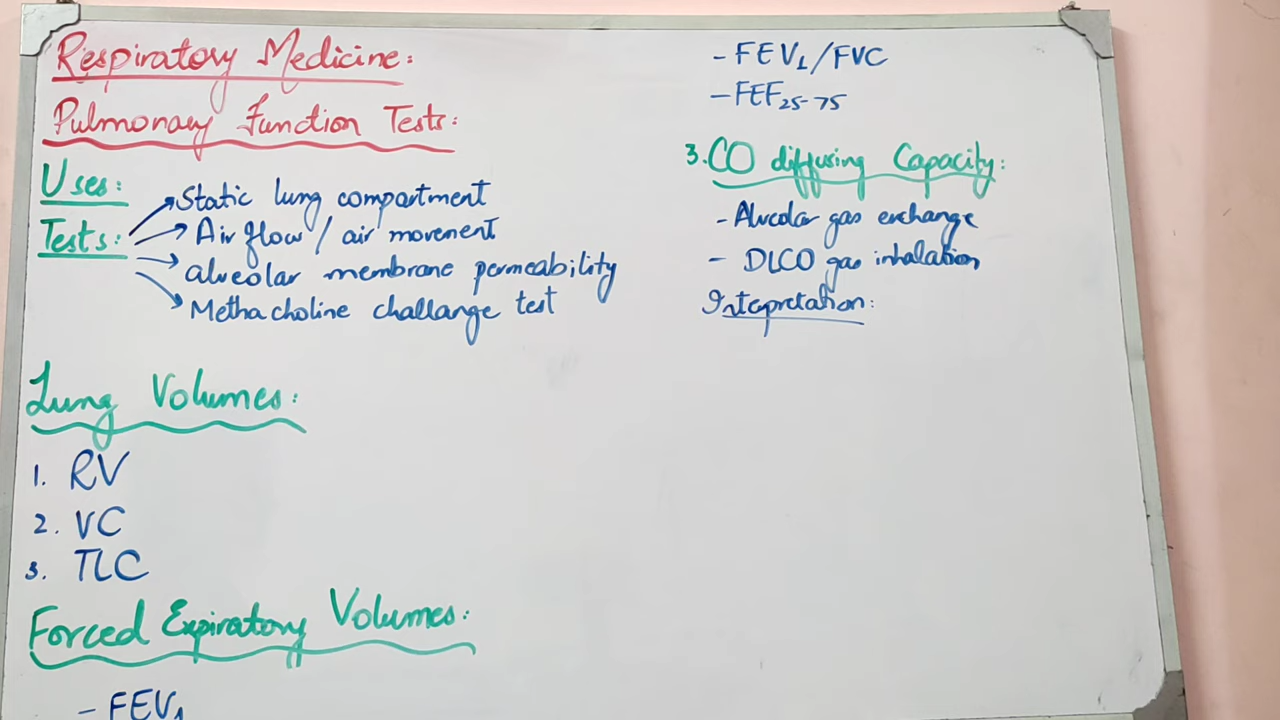 Respiratory Medicine:
Pulmonary Function Tests:
Uses:
Tests:
Static lung compartment
Air flow / air movement
alveolar membrane permeability
Methacholine challange test
Lung Volumes:
1. RV
2. VC
3. TLC
Forced Expiratory Volumes:
- FEV₁
- FEV₁/FVC
- FEF₂₅₋₇₅
3. CO diffusing Capacity:
- Alveolar gas exchange
- DLCO gas inhalation
Interpretation: